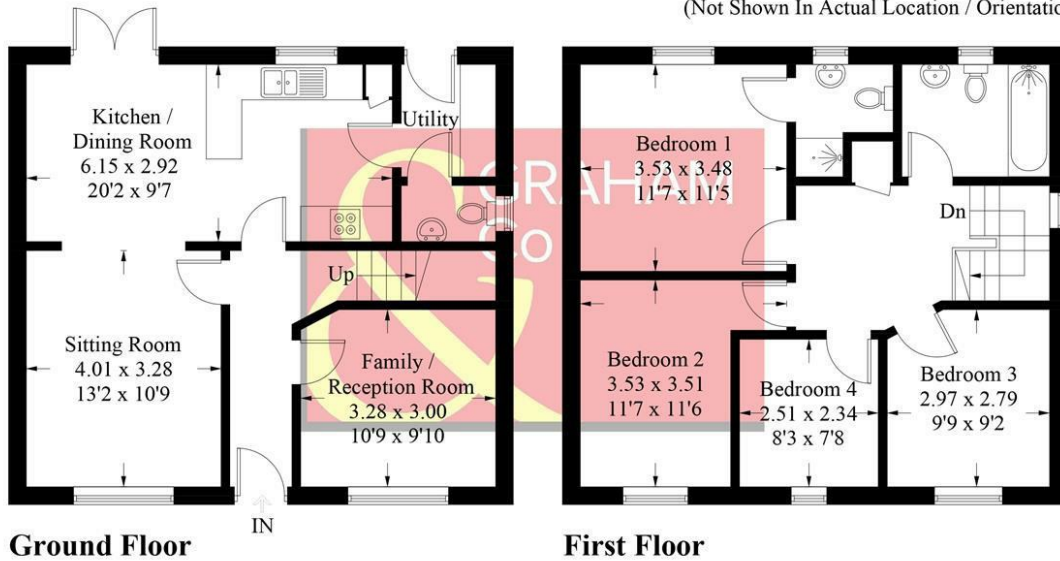 (Not Shown In Actual Location / Orientatio
Kitchen /
Dining Room
6.15 x 2.92
20'2 x 9'7
Utility
Sitting Room
4.01 x 3.28
13'2 x 10'9
Up
Family /
Reception Room
3.28 x 3.00
10'9 x 9'10
IN
Ground Floor
GRAHAM
& CO
Bedroom 1
3.53 x 3.48
11'7 x 11'5
Dn
Bedroom 2
3.53 x 3.51
11'7 x 11'6
Bedroom 4
2.51 x 2.34
8'3 x 7'8
Bedroom 3
2.97 x 2.79
9'9 x 9'2
First Floor